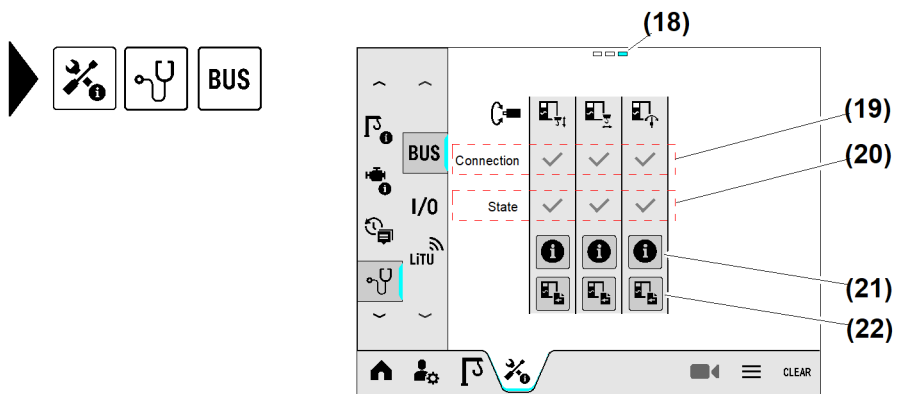 (18)
BUS
(19)
BUS
Connection
(20)
I/0
State
LiTU
(21)
(22)
CLEAR